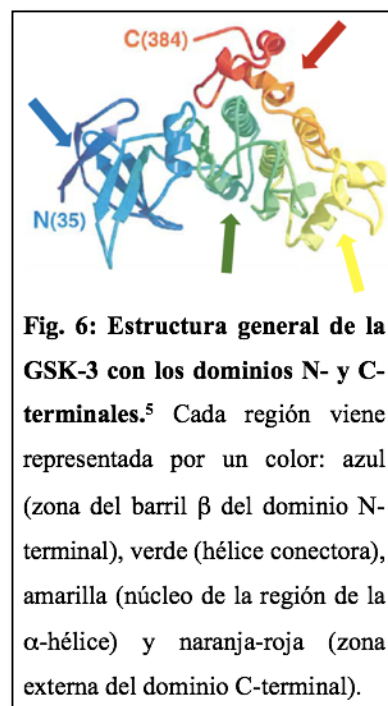 C(384)
N(35)
Fig. 6: Estructura general de la
GSK-3 con los dominios N- y C-
terminales.⁵ Cada región viene
representada por un color: azul
(zona del barril β del dominio N-
terminal), verde (hélice conectora),
amarilla (núcleo de la región de la
α-hélice) y naranja-roja (zona
externa del dominio C-terminal).